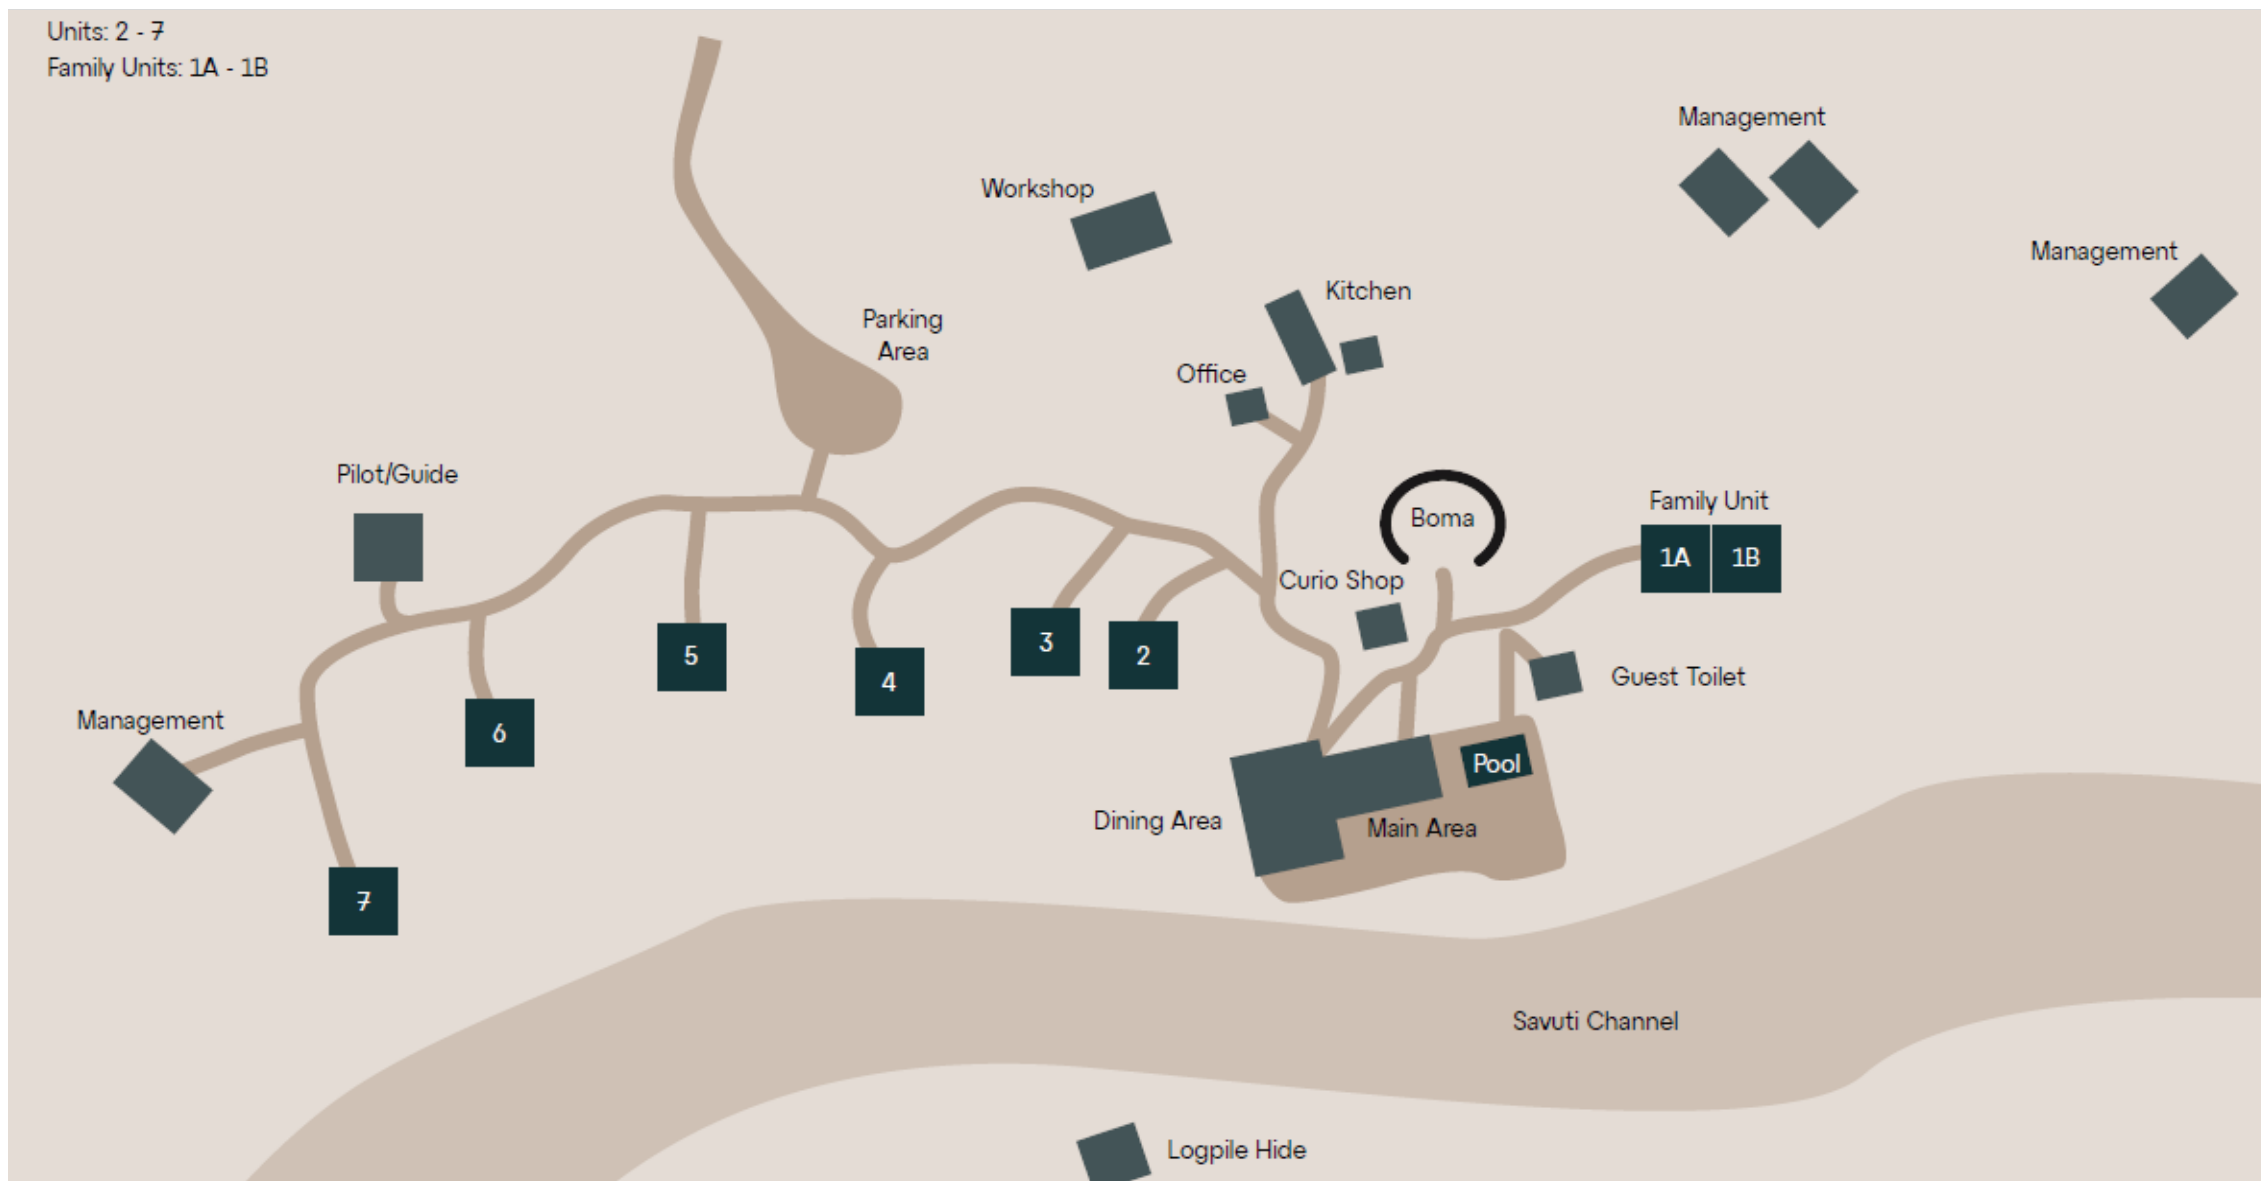 Units: 2 - 7
Family Units: 1A - 1B
Management
Workshop
Management
Kitchen
Parking
Area
Office
Pilot/Guide
Family Unit
Boma
1A
1B
Curio Shop
3
2
5
4
Guest Toilet
Management
6
Pool
Dining Area
Main Area
7
Savuti Channel
Logpile Hide